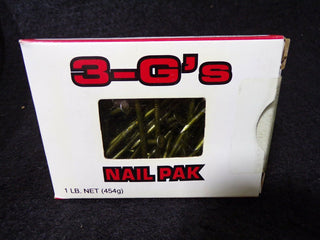 3-G's
NAIL PAK
1 LB. NET (454g)